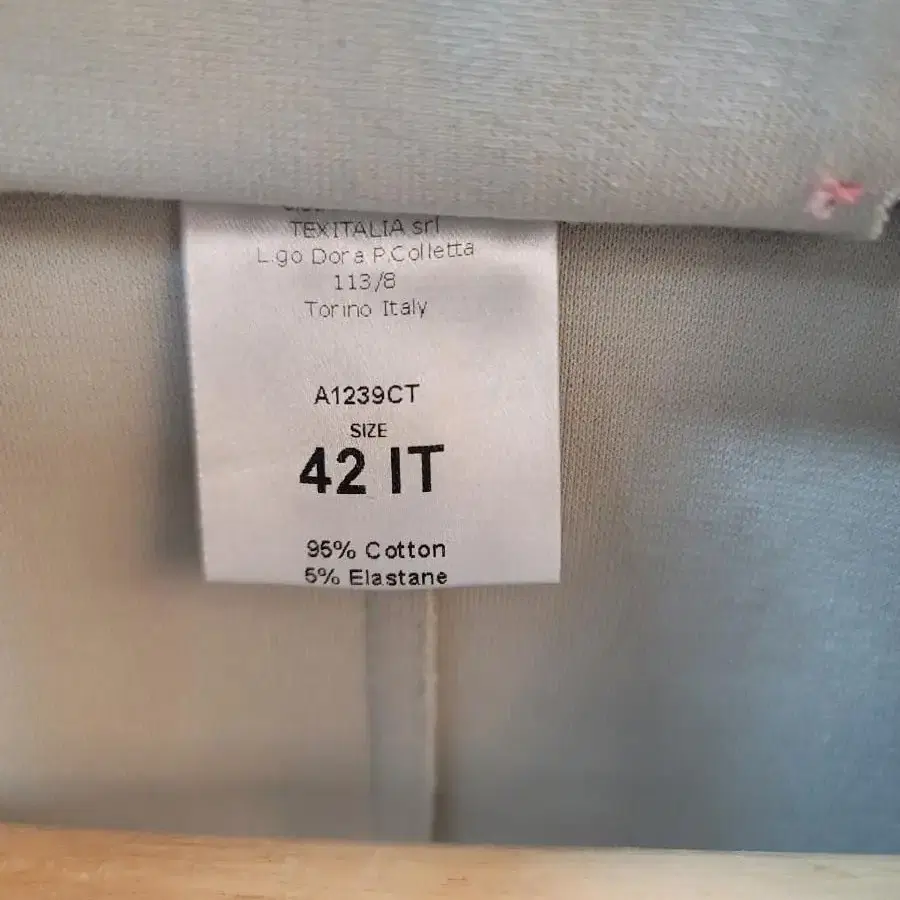 TEXITALIA srl
L.go Dora P.Colletta
113/8
Torino Italy
A1239CT
SIZE
42 IT
95% Cotton
5% Elastane